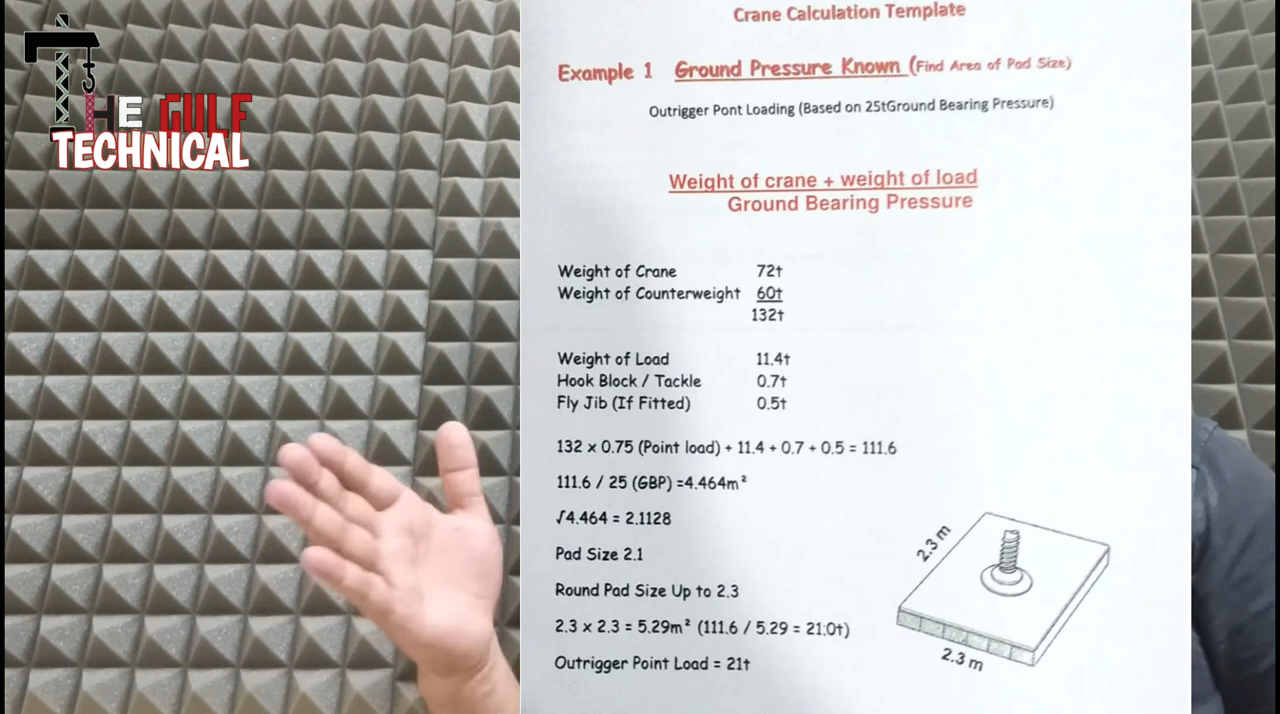 THE GULF
TECHNICAL
Crane Calculation Template
Example 1 Ground Pressure Known (Find Area of Pad Size)
Outrigger Pont Loading (Based on 25tGround Bearing Pressure)
Weight of crane + weight of load
Ground Bearing Pressure
Weight of Crane 72t
Weight of Counterweight 60t
132t
Weight of Load 11.4t
Hook Block / Tackle 0.7t
Fly Jib (If Fitted) 0.5t
132 x 0.75 (Point load) + 11.4 + 0.7 + 0.5 = 111.6
111.6 / 25 (GBP) =4.464m²
√4.464 = 2.1128
Pad Size 2.1
Round Pad Size Up to 2.3
2.3 x 2.3 = 5.29m² (111.6 / 5.29 = 21.0t)
Outrigger Point Load = 21t
2.3 m
2.3 m